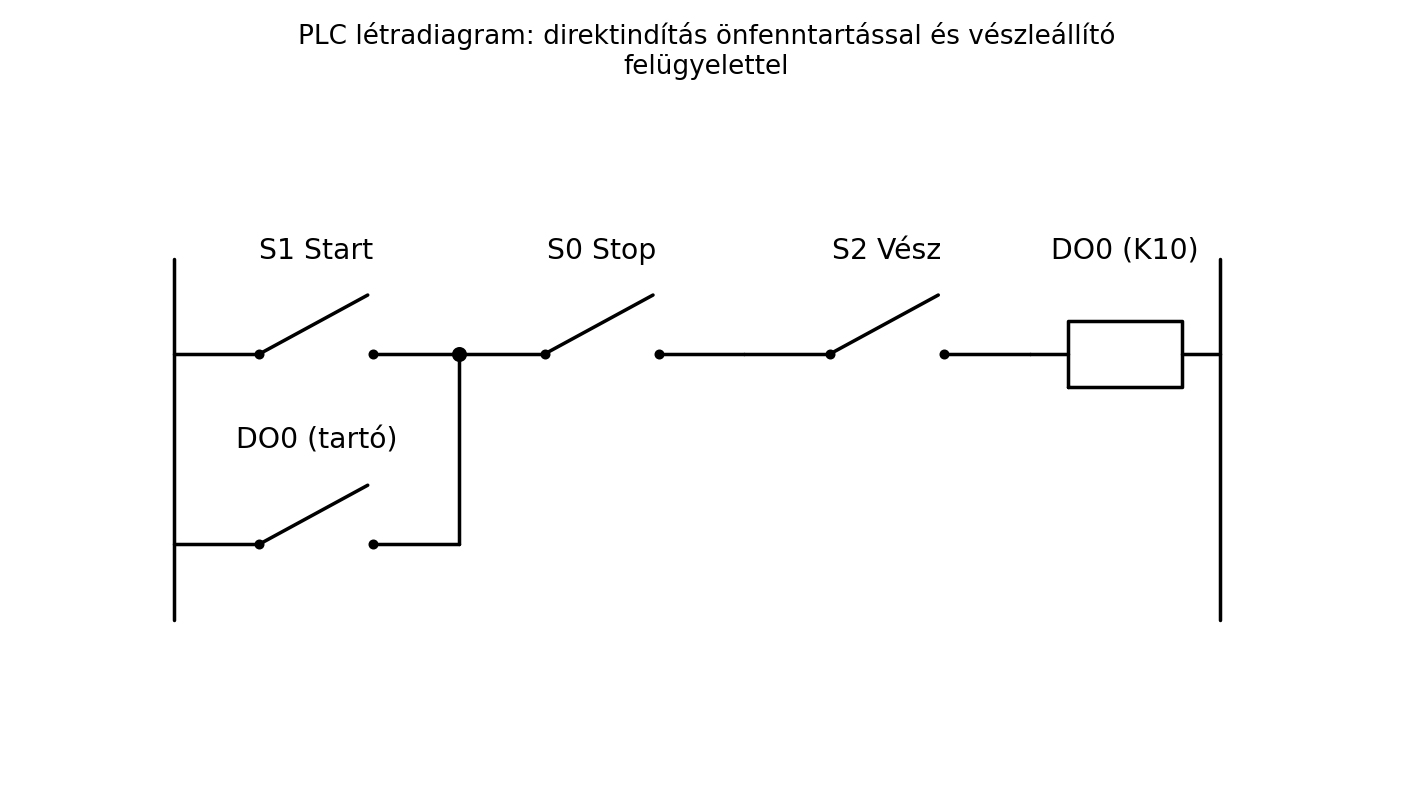 PLC létradiagram: direktindítás önfenntartással és vészleállító
felügyelettel
S1 Start
S0 Stop
S2 Vész
DO0 (K10)
DO0 (tartó)